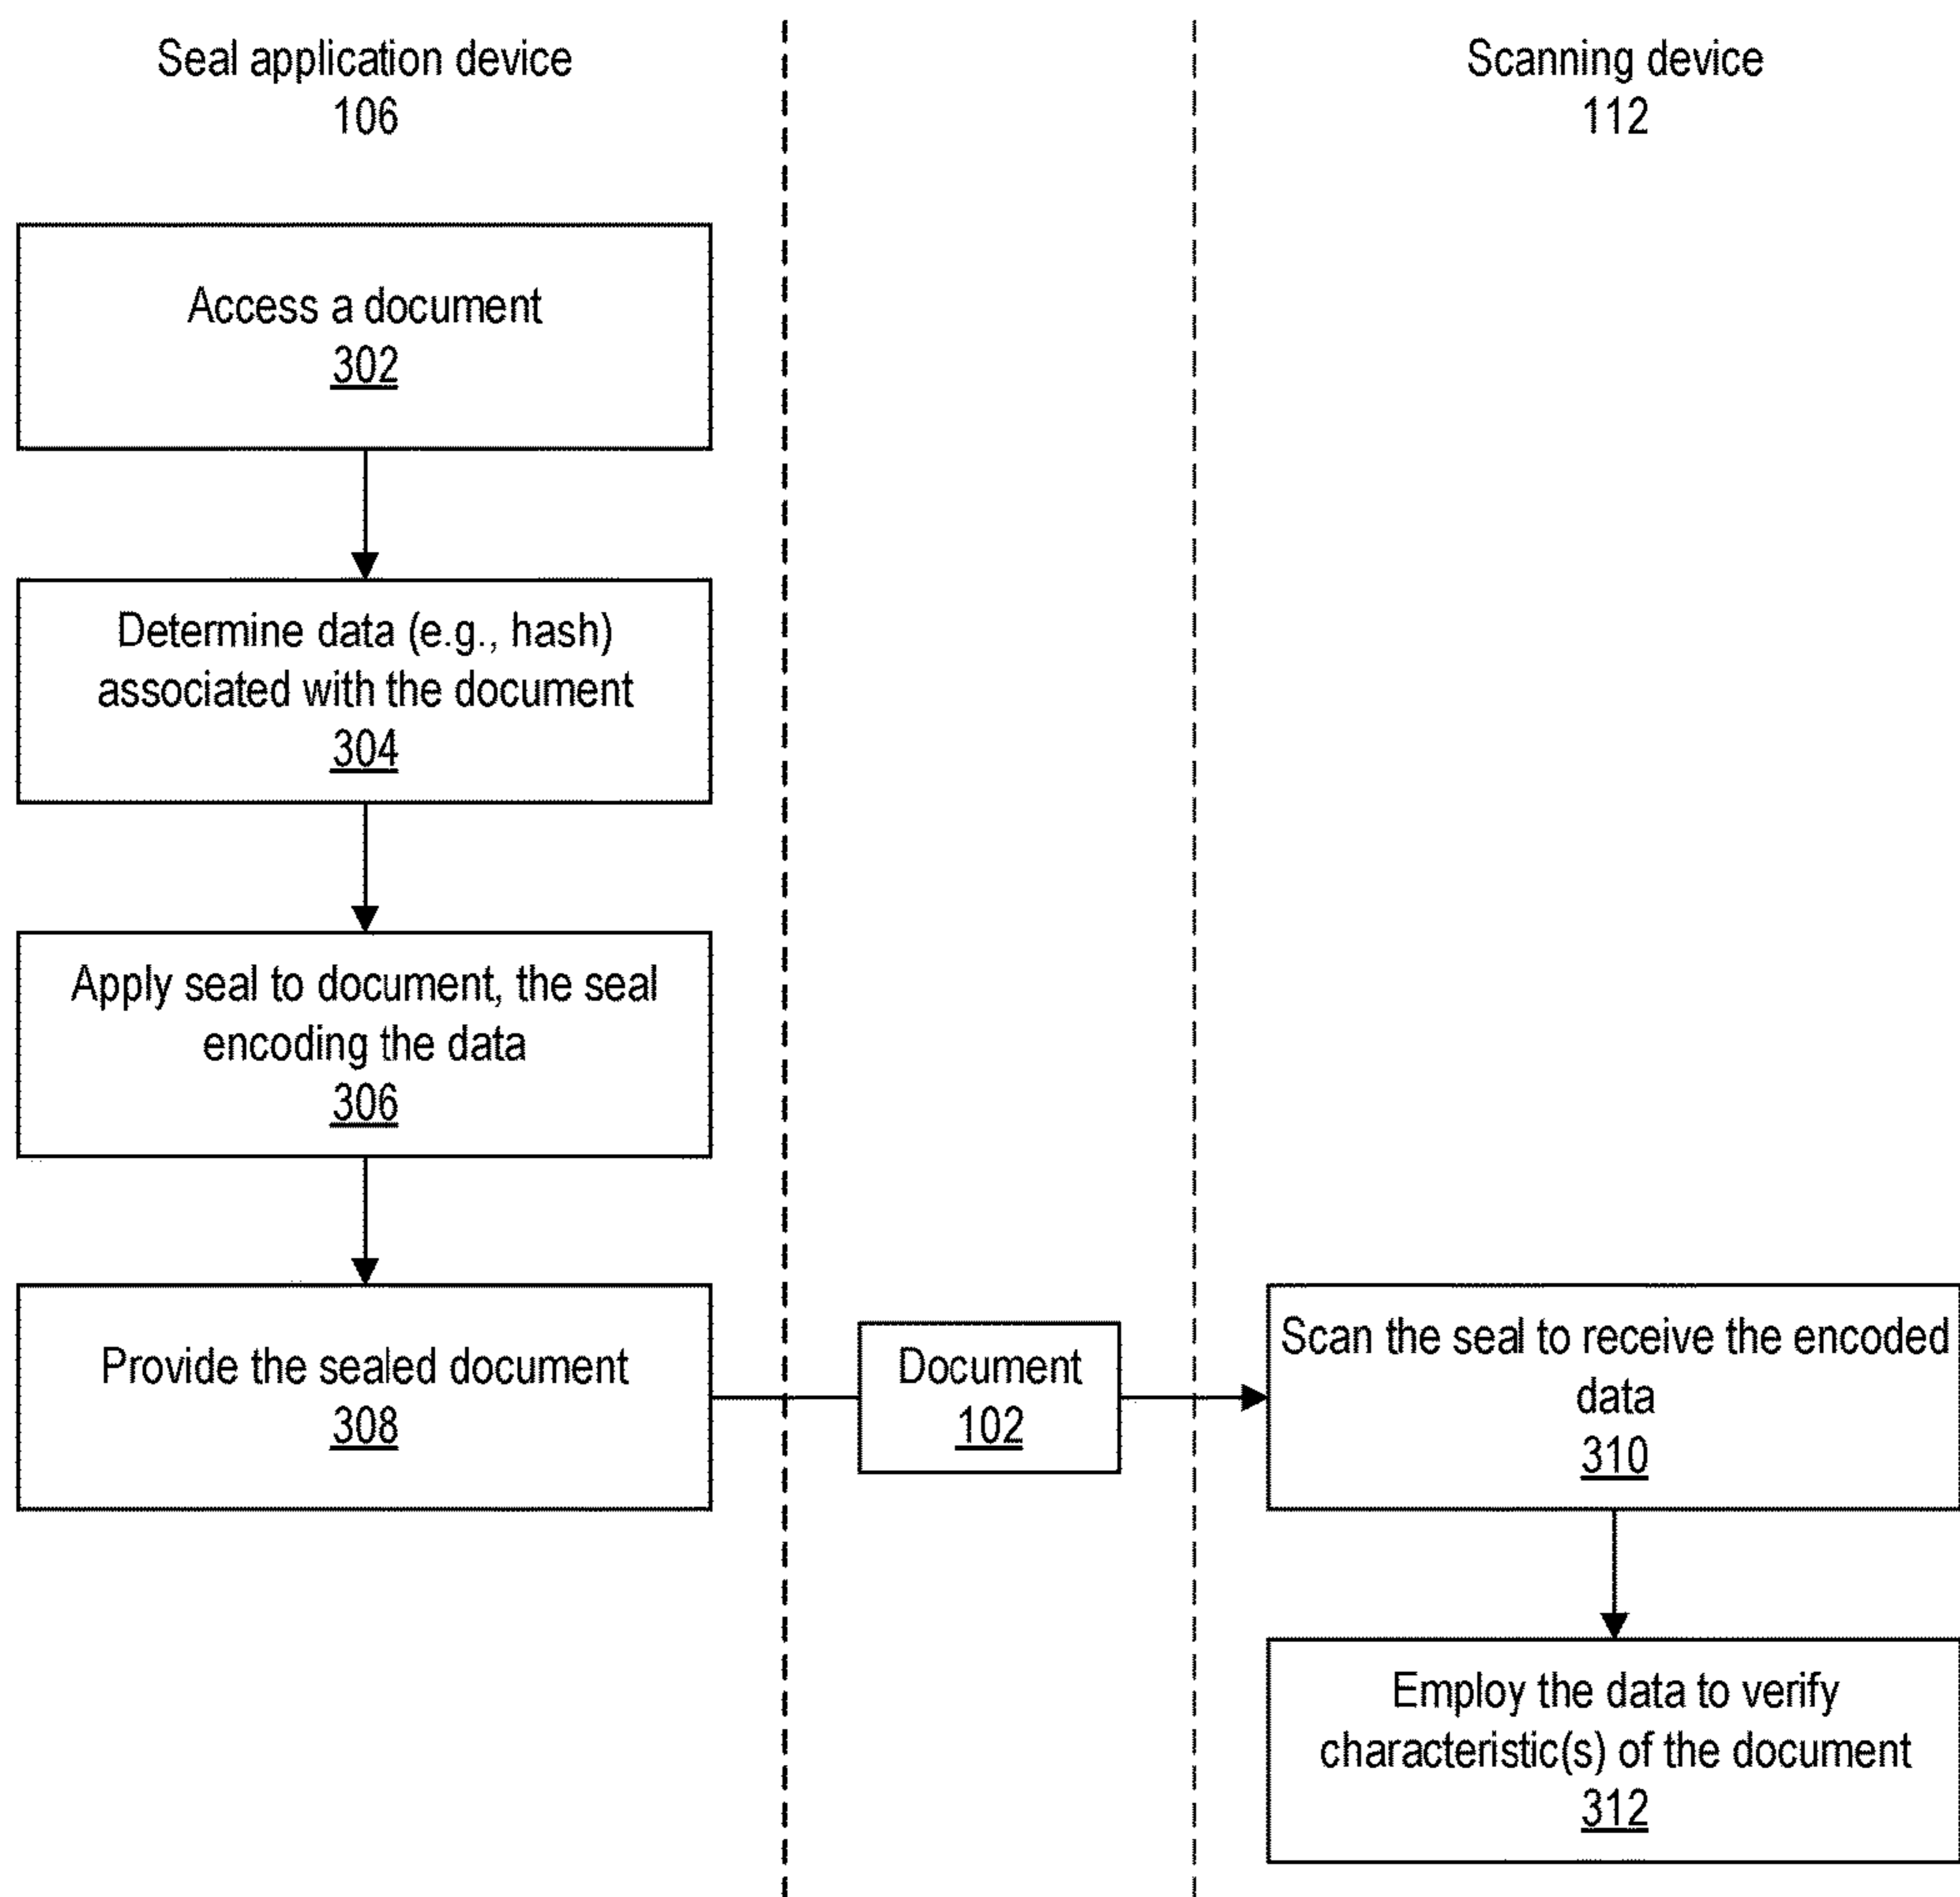 Seal application device
106
Scanning device
112
Access a document
302
Determine data (e.g., hash)
associated with the document
304
Apply seal to document, the seal
encoding the data
306
Provide the sealed document
308
Document
102
Scan the seal to receive the encoded
data
310
Employ the data to verify
characteristic(s) of the document
312